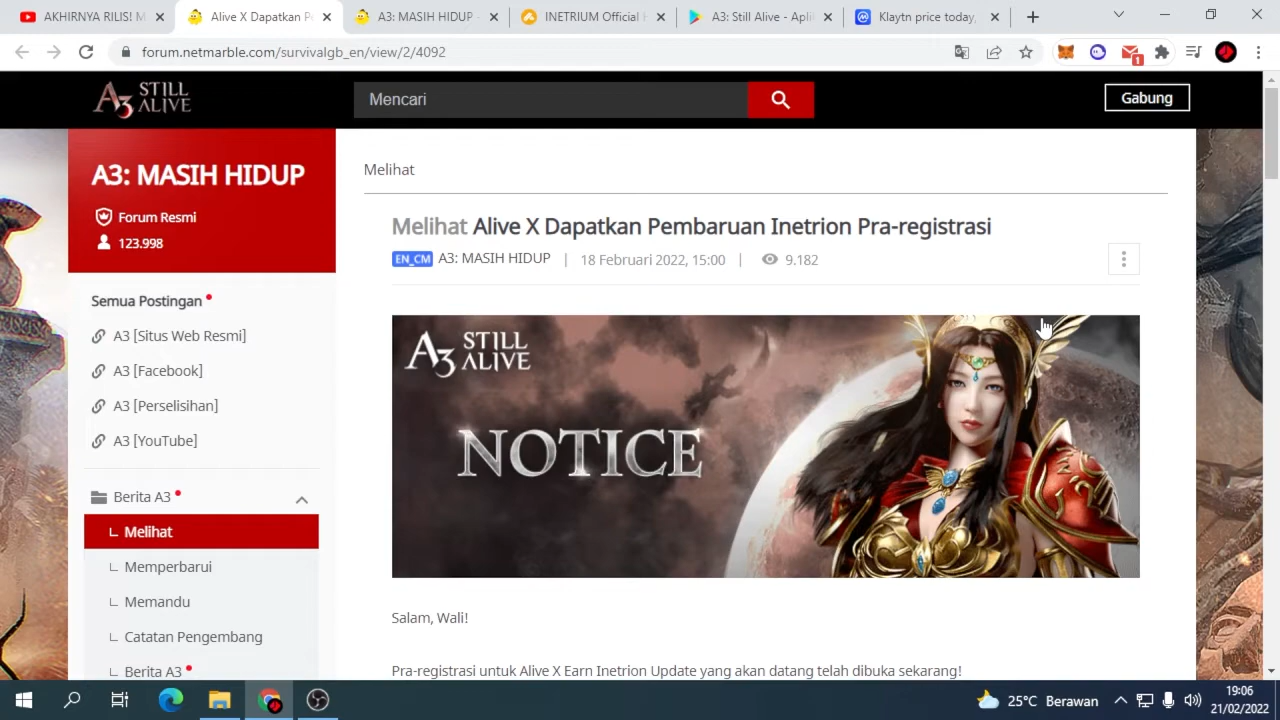 AKHIRNYA RILIS! M
Alive X Dapatkan P
A3: MASIH HIDUP -
INETRIUM Official H
A3: Still Alive - Apli
Klaytn price today,
forum.netmarble.com/survivalgb_en/view/2/4092
1
A3 STILL ALIVE
Mencari
Gabung
A3: MASIH HIDUP
Forum Resmi
123.998
Semua Postingan
A3 [Situs Web Resmi]
A3 [Facebook]
A3 [Perselisihan]
A3 [YouTube]
Berita A3
Melihat
Memperbarui
Memandu
Catatan Pengembang
Berita A3
Melihat
Melihat Alive X Dapatkan Pembaruan Inetrion Pra-registrasi
EN_CM A3: MASIH HIDUP | 18 Februari 2022, 15:00 | 9.182
A3 STILL ALIVE
NOTICE
Salam, Wali!
Pra-registrasi untuk Alive X Earn Inetrion Update yang akan datang telah dibuka sekarang!
25°C Berawan
19:06
21/02/2022